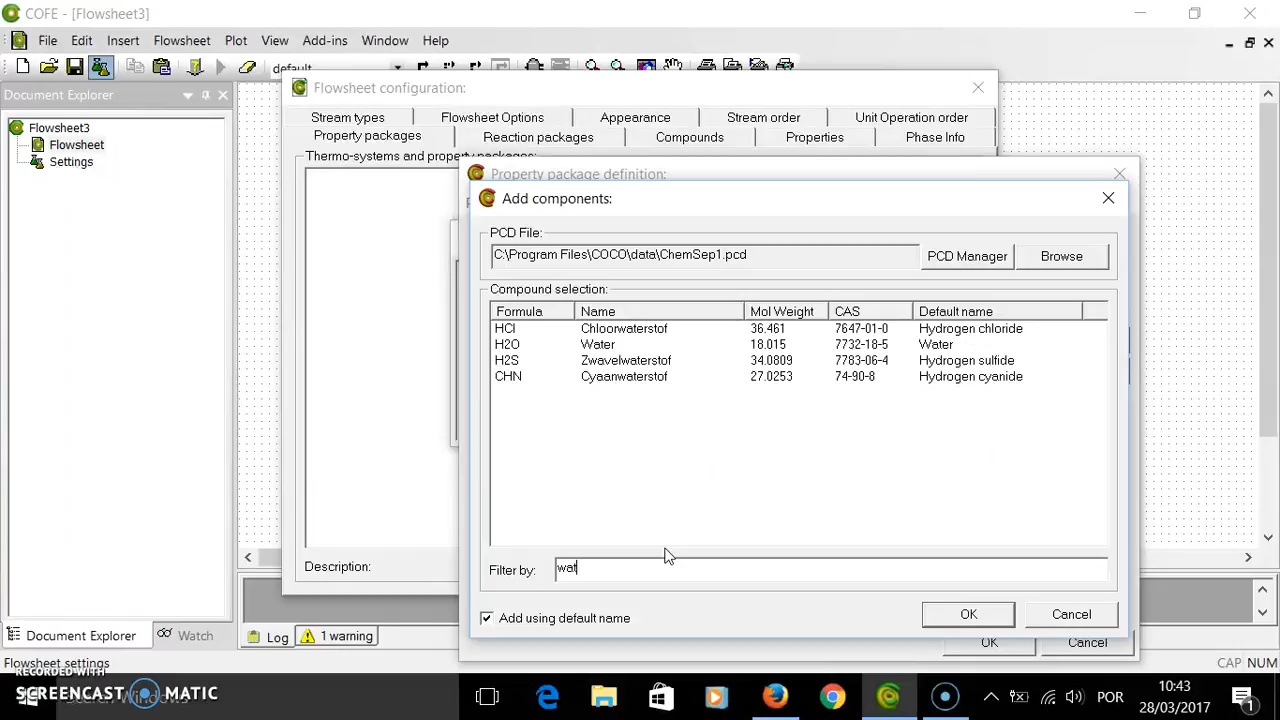 COFE - [Flowsheet3]
File Edit Insert Flowsheet Plot View Add-ins Window Help
default
Document Explorer
Flowsheet3
Flowsheet
Settings
Flowsheet configuration:
Stream types Flowsheet Options Appearance Stream order Unit Operation order
Property packages Reaction packages Compounds Properties Phase Info
Thermo-systems and property packages:
Property package definition:
Add components:
PCD File:
C:\Program Files\COCO\data\ChemSep1.pcd PCD Manager Browse
Compound selection:
Formula Name Mol Weight CAS Default name
HCl Chloorwaterstof 36.461 7647-01-0 Hydrogen chloride
H2O Water 18.015 7732-18-5 Water
H2S Zwavelwaterstof 34.0809 7783-06-4 Hydrogen sulfide
CHN Cyaanwaterstof 27.0253 74-90-8 Hydrogen cyanide
Description:
Filter by: wat
Add using default name
OK Cancel
OK Cancel
Document Explorer Watch
Log 1 warning
Flowsheet settings
CAP NUM
RECORDED WITH
SCREENCAST MATIC
Search Windows
POR
10:43
28/03/2017
1